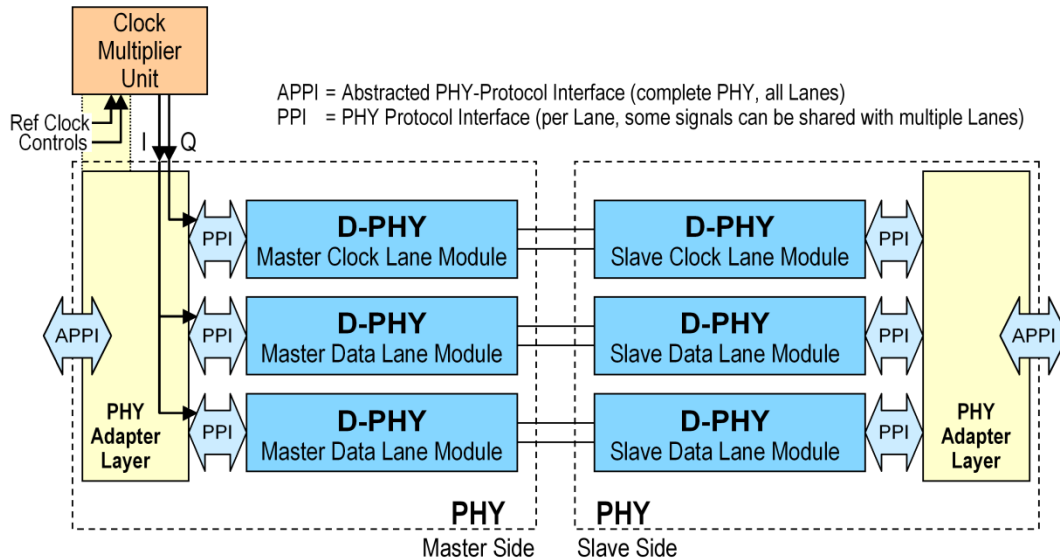 Clock
Multiplier
Unit
APPI = Abstracted PHY-Protocol Interface (complete PHY, all Lanes)
PPI = PHY Protocol Interface (per Lane, some signals can be shared with multiple Lanes)
Ref Clock
Controls
I
Q
PPI
D-PHY
Master Clock Lane Module
D-PHY
Slave Clock Lane Module
PPI
APPI
PPI
D-PHY
Master Data Lane Module
D-PHY
Slave Data Lane Module
PPI
APPI
PHY
Adapter
Layer
PPI
D-PHY
Master Data Lane Module
D-PHY
Slave Data Lane Module
PPI
PHY
Adapter
Layer
PHY
Master Side
PHY
Slave Side